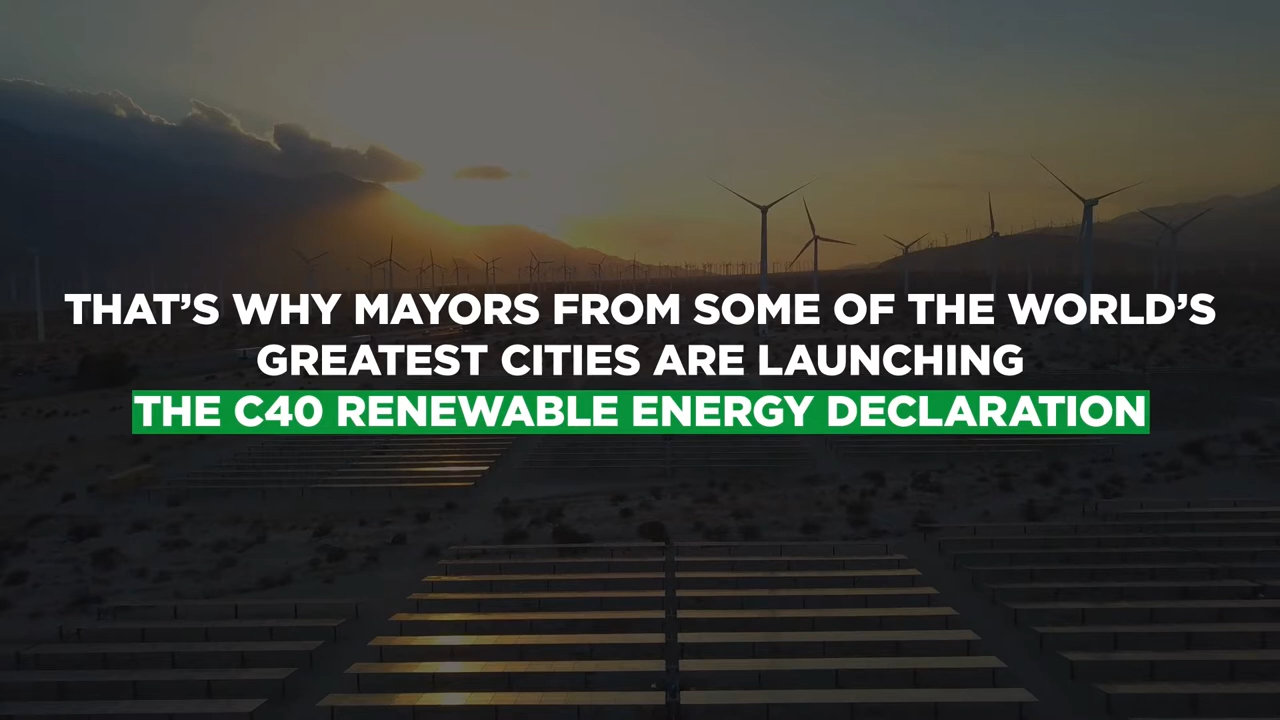 THAT’S WHY MAYORS FROM SOME OF THE WORLD’S
GREATEST CITIES ARE LAUNCHING
THE C40 RENEWABLE ENERGY DECLARATION